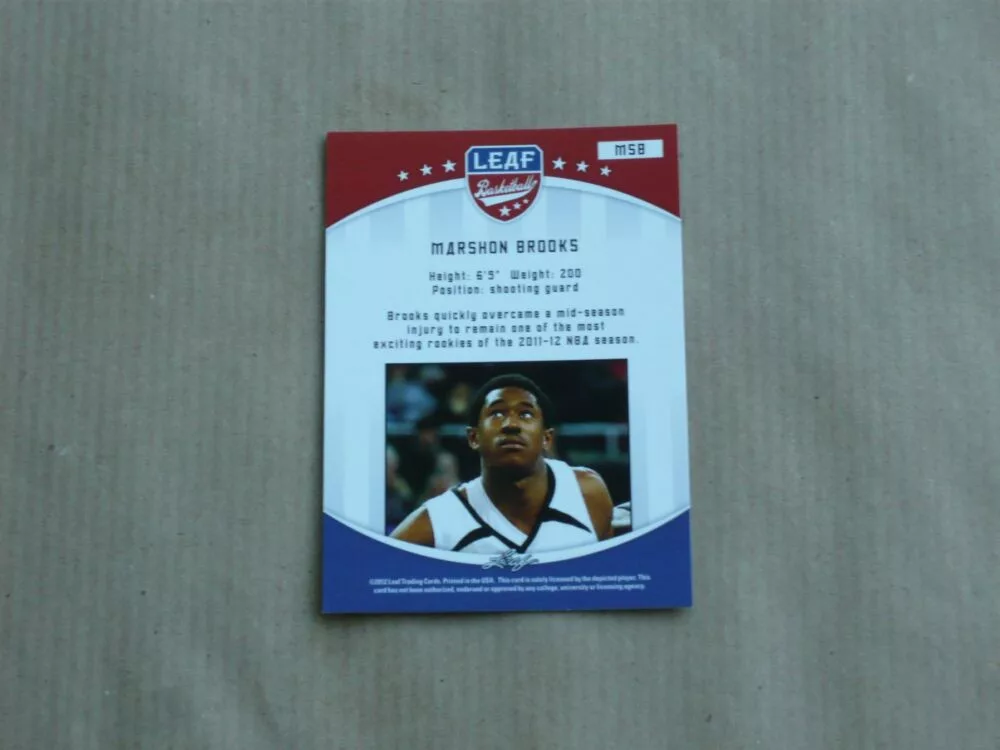 LEAF
Basketball
MSB
MARSHON BROOKS
Height: 6'5" Weight: 200
Position: shooting guard
Brooks quickly overcame a mid-season
injury to remain one of the most
exciting rookies of the 2011-12 NBA season.
Leaf
©2012 Leaf Trading Cards. Printed in the USA. This card is solely licensed by the depicted player. This
card has not been authorized, endorsed or approved by any college, university or licensing agency.